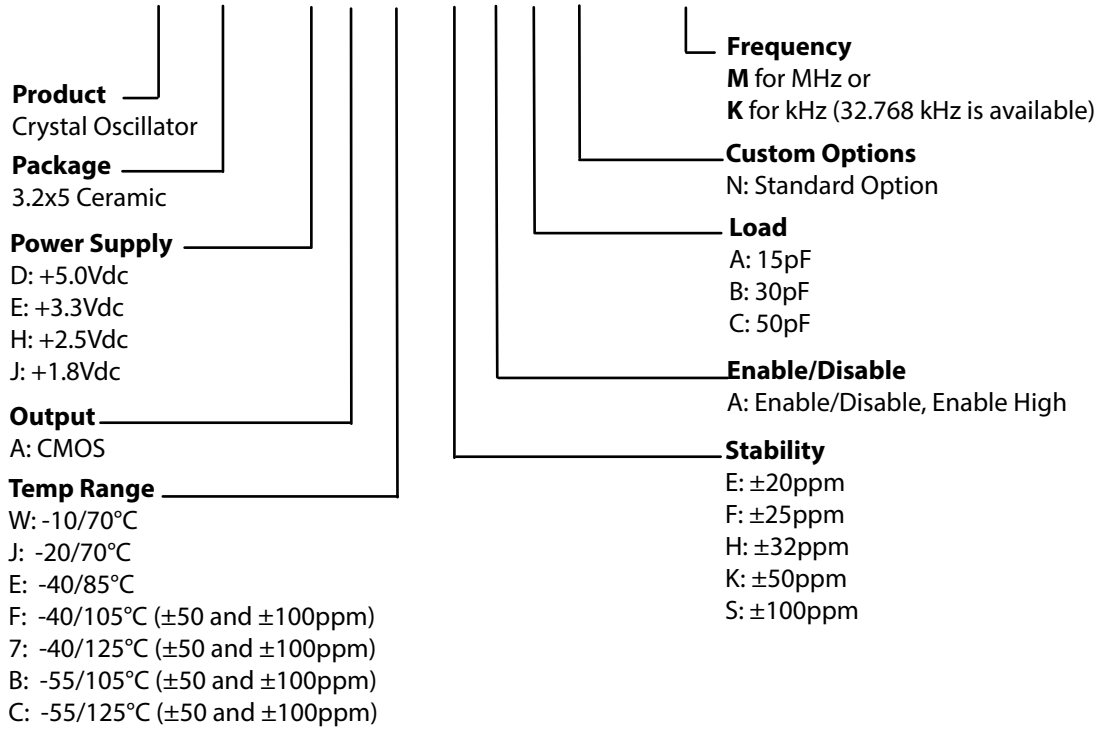 Product
Crystal Oscillator
Package
3.2x5 Ceramic
Power Supply
D: +5.0Vdc
E: +3.3Vdc
H: +2.5Vdc
J: +1.8Vdc
Output
A: CMOS
Temp Range
W: -10/70°C
J: -20/70°C
E: -40/85°C
F: -40/105°C (±50 and ±100ppm)
7: -40/125°C (±50 and ±100ppm)
B: -55/105°C (±50 and ±100ppm)
C: -55/125°C (±50 and ±100ppm)
Frequency
M for MHz or
K for kHz (32.768 kHz is available)
Custom Options
N: Standard Option
Load
A: 15pF
B: 30pF
C: 50pF
Enable/Disable
A: Enable/Disable, Enable High
Stability
E: ±20ppm
F: ±25ppm
H: ±32ppm
K: ±50ppm
S: ±100ppm